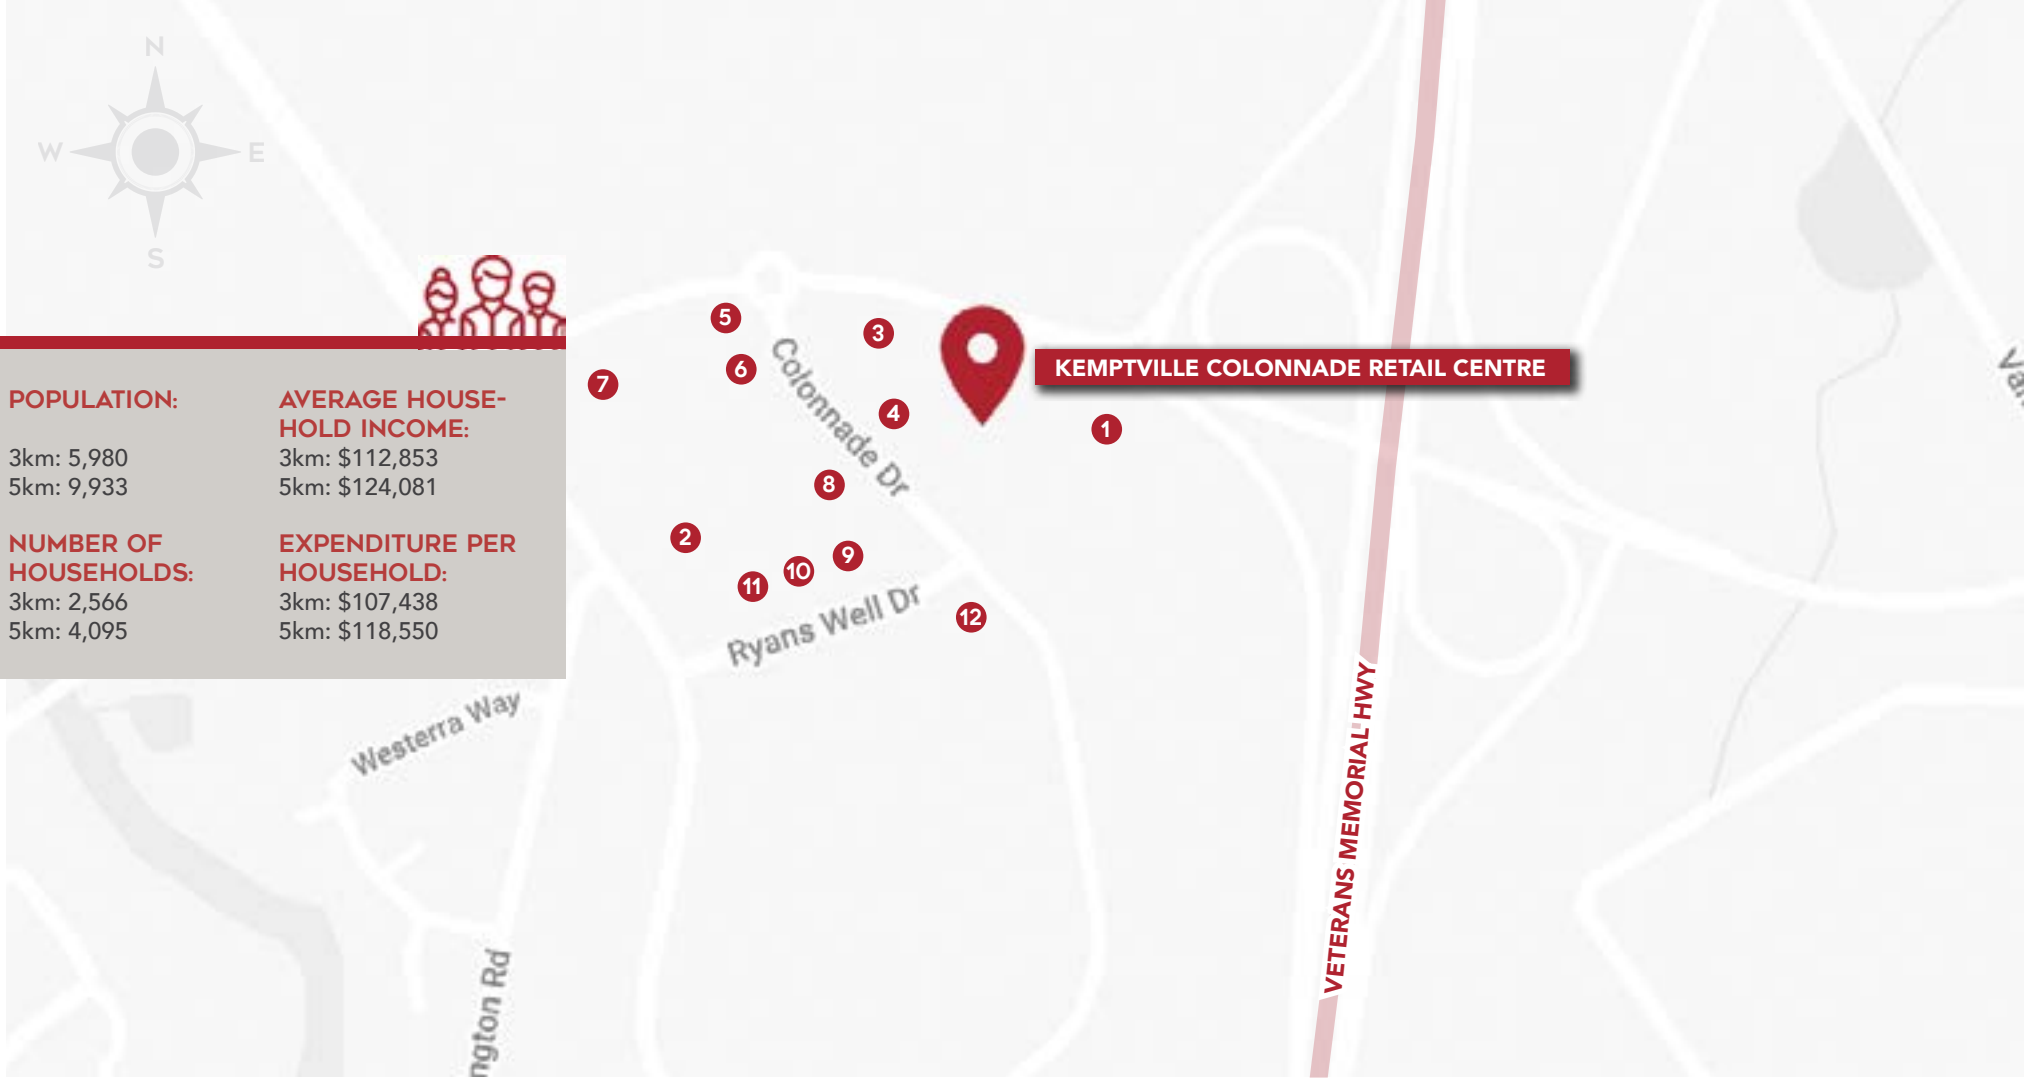 N
W
E
S
5
3
6
7
4
1
8
2
9
10
11
12
Colonnade Dr
KEMPTVILLE COLONNADE RETAIL CENTRE
POPULATION:
3km: 5,980
5km: 9,933
AVERAGE HOUSE-
HOLD INCOME:
3km: $112,853
5km: $124,081
NUMBER OF
HOUSEHOLDS:
3km: 2,566
5km: 4,095
EXPENDITURE PER
HOUSEHOLD:
3km: $107,438
5km: $118,550
Ryans Well Dr
Westerra Way
VETERANS MEMORIAL HWY
ngton Rd